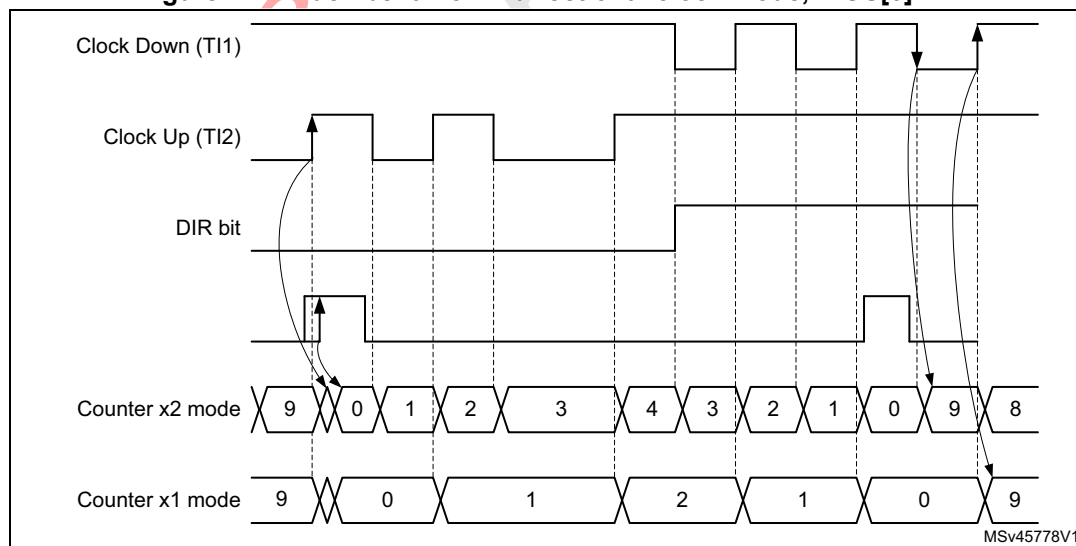 Clock Down (TI1)
Clock Up (TI2)
DIR bit
Counter x2 mode 9 0 1 2 3 4 3 2 1 0 9 8
Counter x1 mode 9 0 1 2 1 0 9
MSv45778V1